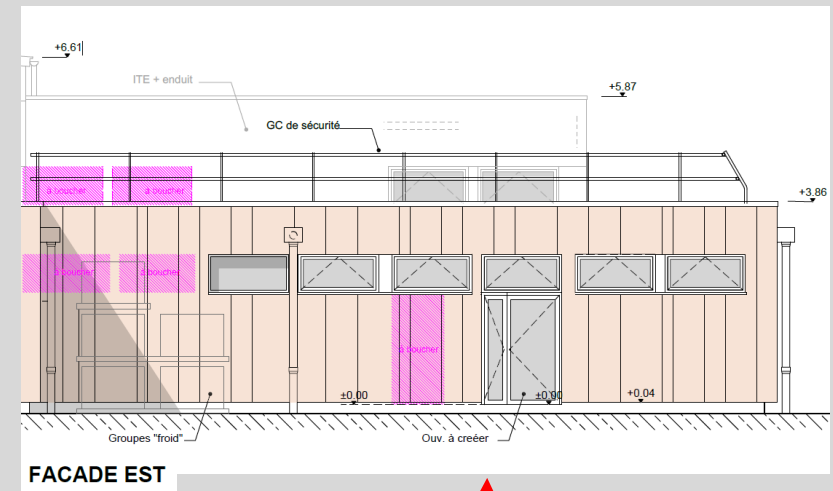 +6.61
ITE + enduit
+5.87
GC de sécurité
à boucher
à boucher
+3.86
à boucher
à boucher
à boucher
±0.00
±0.00
+0.04
Groupes "froid"
Ouv. à creéer
FACADE EST